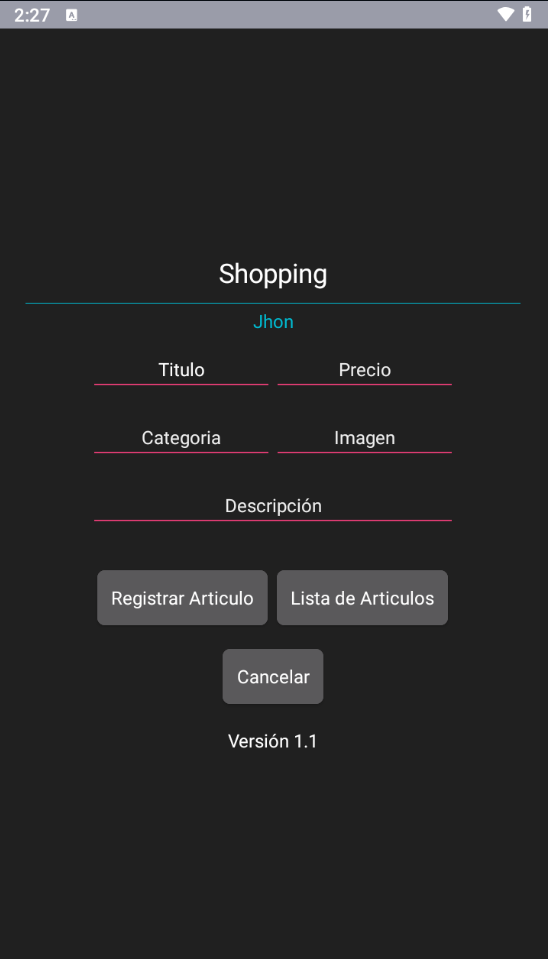 2:27
Shopping
Jhon
Titulo Precio
Categoria Imagen
Descripción
Registrar Articulo Lista de Articulos
Cancelar
Versión 1.1